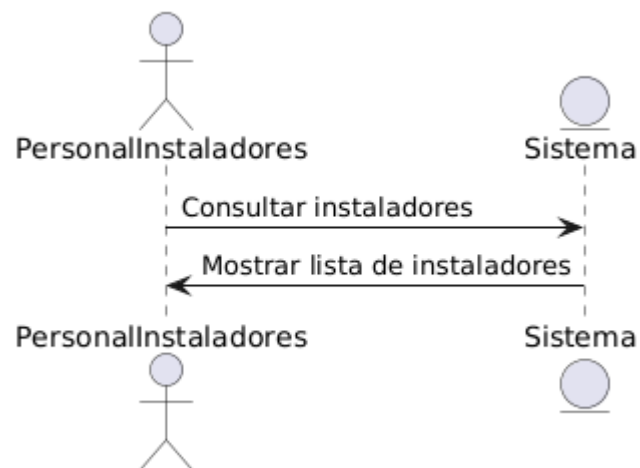 PersonalInstaladores Sistema
Consultar instaladores
Mostrar lista de instaladores
PersonalInstaladores Sistema